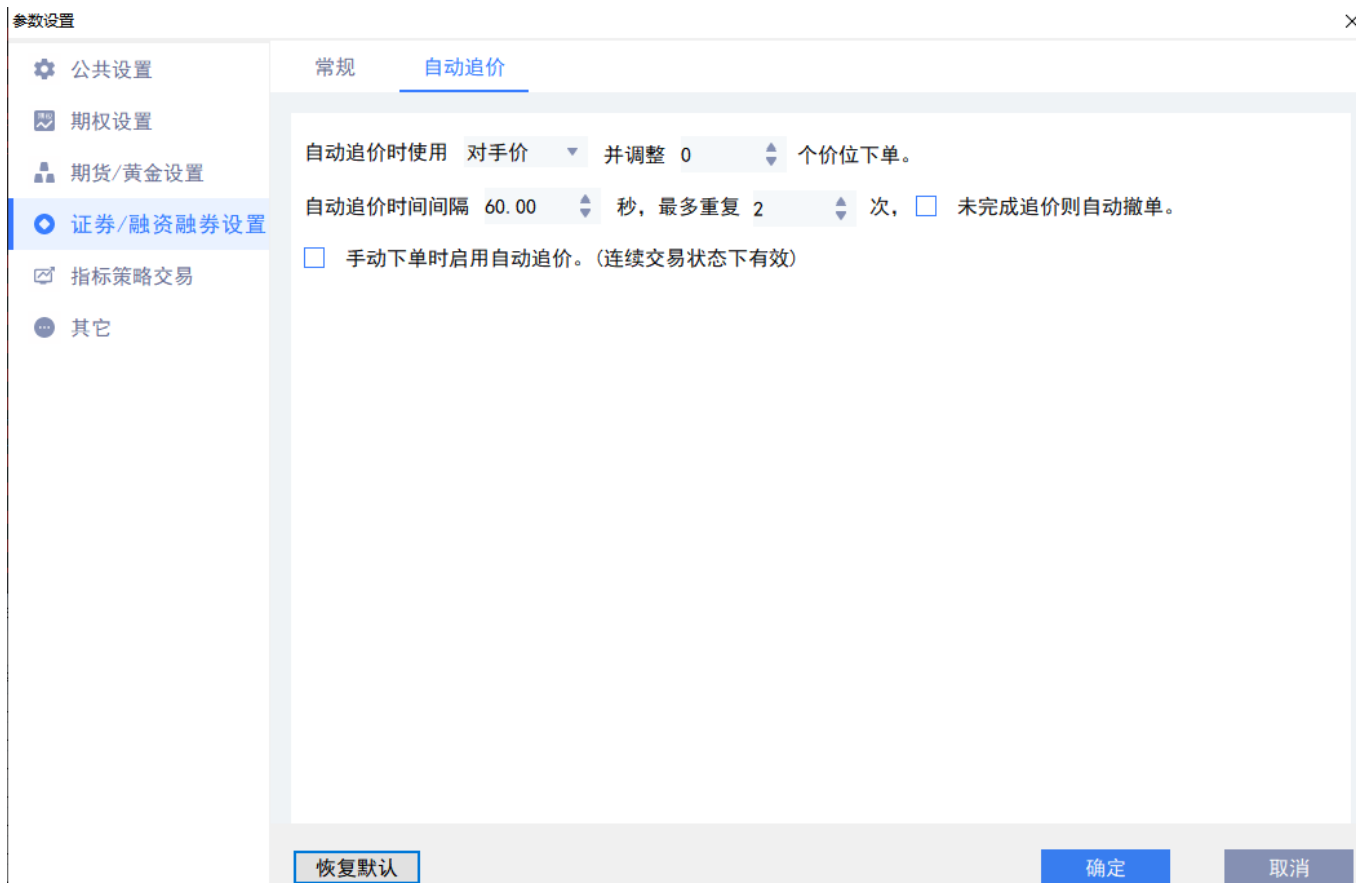 参数设置
公共设置
期权设置
期货/黄金设置
证券/融资融券设置
指标策略交易
其它
常规 自动追价
自动追价时使用 对手价 并调整 0 个价位下单。
自动追价时间间隔 60.00 秒，最多重复 2 次， 未完成追价则自动撤单。
手动下单时启用自动追价。(连续交易状态下有效)
恢复默认 确定 取消